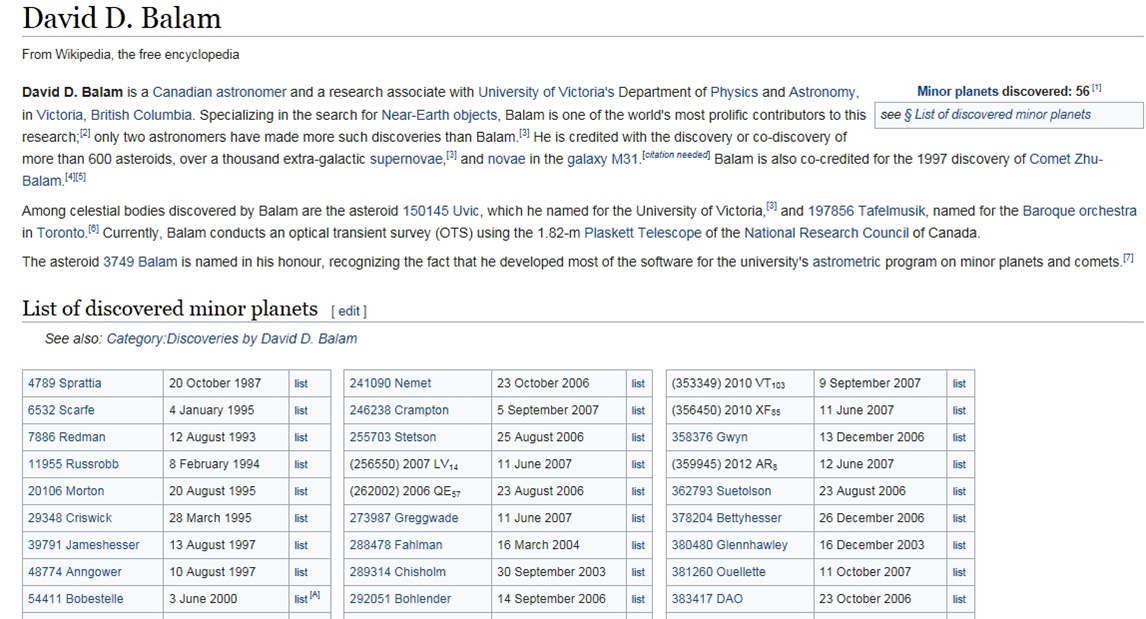 David D. Balam
From Wikipedia, the free encyclopedia
David D. Balam is a Canadian astronomer and a research associate with University of Victoria's Department of Physics and Astronomy,
in Victoria, British Columbia. Specializing in the search for Near-Earth objects, Balam is one of the world's most prolific contributors to this
research;[2] only two astronomers have made more such discoveries than Balam.[3] He is credited with the discovery or co-discovery of
more than 600 asteroids, over a thousand extra-galactic supernovae,[3] and novae in the galaxy M31.[citation needed] Balam is also co-credited for the 1997 discovery of Comet Zhu-
Balam.[4][5]
Minor planets discovered: 56 [1]
see § List of discovered minor planets
Among celestial bodies discovered by Balam are the asteroid 150145 Uvic, which he named for the University of Victoria,[3] and 197856 Tafelmusik, named for the Baroque orchestra
in Toronto.[6] Currently, Balam conducts an optical transient survey (OTS) using the 1.82-m Plaskett Telescope of the National Research Council of Canada.
The asteroid 3749 Balam is named in his honour, recognizing the fact that he developed most of the software for the university's astrometric program on minor planets and comets.[7]
List of discovered minor planets [ edit ]
See also: Category:Discoveries by David D. Balam
4789 Sprattia 20 October 1987 list
6532 Scarfe 4 January 1995 list
7886 Redman 12 August 1993 list
11955 Russrobb 8 February 1994 list
20106 Morton 20 August 1995 list
29348 Criswick 28 March 1995 list
39791 Jameshesser 13 August 1997 list
48774 Anngower 10 August 1997 list
54411 Bobestelle 3 June 2000 list [A]
241090 Nemet 23 October 2006 list
246238 Crampton 5 September 2007 list
255703 Stetson 25 August 2006 list
(256550) 2007 LV14 11 June 2007 list
(262002) 2006 QE57 23 August 2006 list
273987 Greggwade 11 June 2007 list
288478 Fahlman 16 March 2004 list
289314 Chisholm 30 September 2003 list
292051 Bohlender 14 September 2006 list
(353349) 2010 VT103 9 September 2007 list
(356450) 2010 XF85 11 June 2007 list
358376 Gwyn 13 December 2006 list
(359945) 2012 AR8 12 June 2007 list
362793 Suetolson 23 August 2006 list
378204 Bettyhesser 26 December 2006 list
380480 Glennhawley 16 December 2003 list
381260 Ouellette 11 October 2007 list
383417 DAO 23 October 2006 list